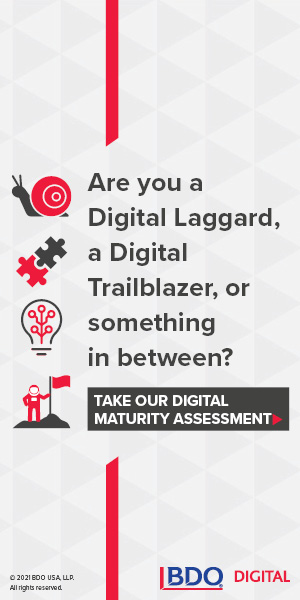 Are you a
Digital Laggard,
a Digital
Trailblazer, or
something
in between?
TAKE OUR DIGITAL
MATURITY ASSESSMENT
© 2021 BDO USA, LLP.
All rights reserved.
BDO DIGITAL